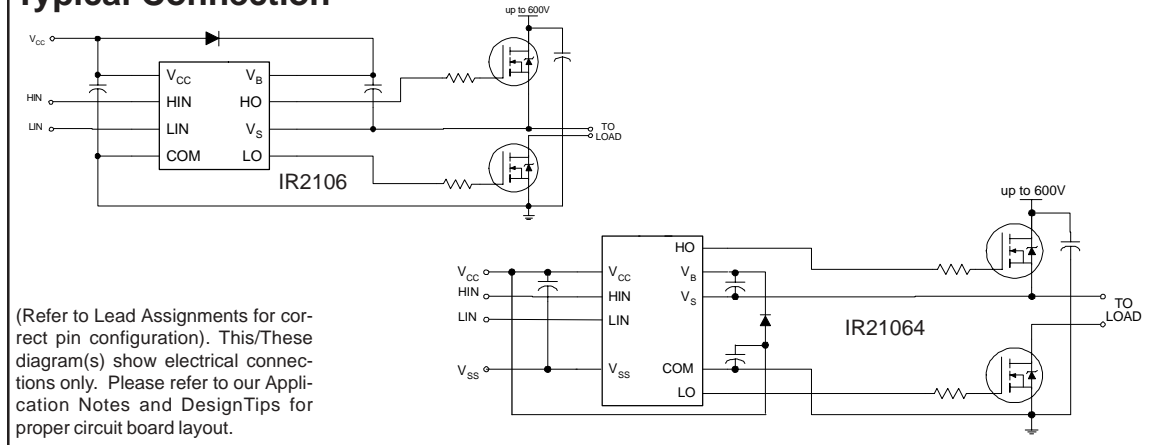 Typical Connection
up to 600V
VCC
VCC
VB
HIN
HIN
HO
LIN
LIN
VS
TO
LOAD
COM
LO
IR2106
up to 600V
HO
VCC
VCC
VB
HIN
HIN
VS
LIN
LIN
TO
LOAD
IR21064
VSS
VSS
COM
LO
(Refer to Lead Assignments for cor-
rect pin configuration). This/These
diagram(s) show electrical connec-
tions only. Please refer to our Appli-
cation Notes and DesignTips for
proper circuit board layout.